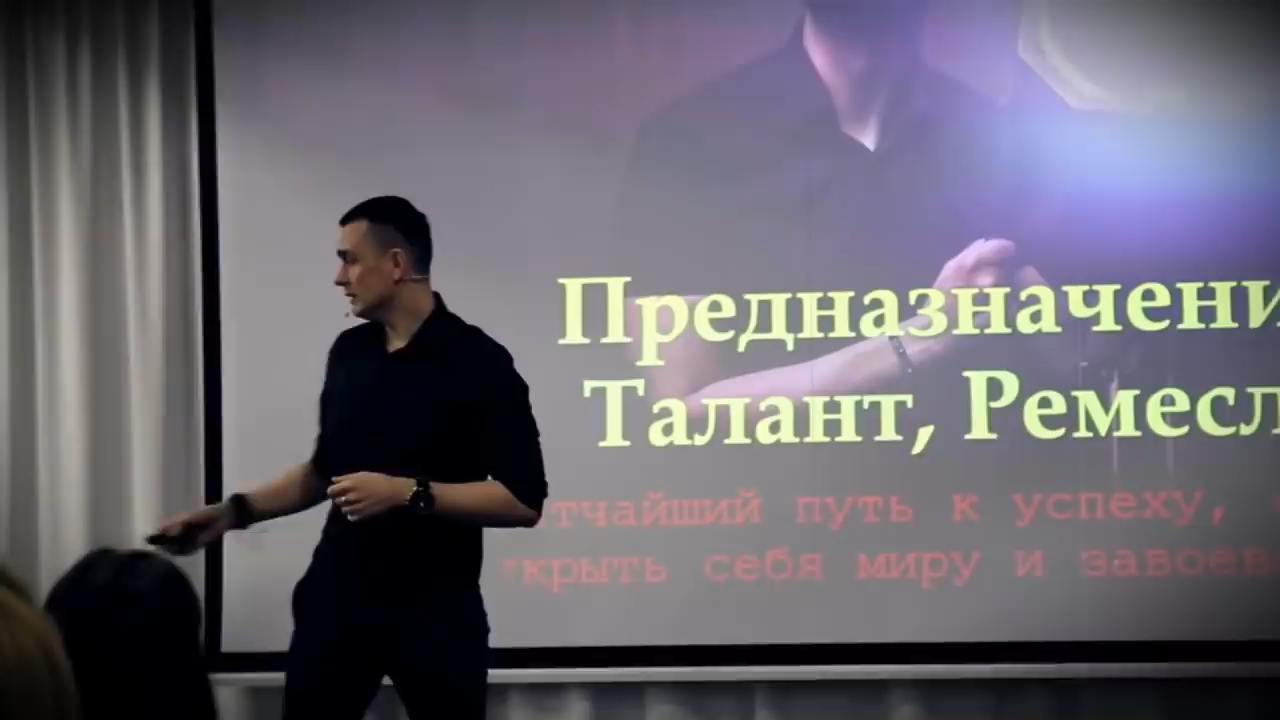 Предназначени
Талант, Ремесл
тчайший путь к успеху,
крыть себя миру и завоев